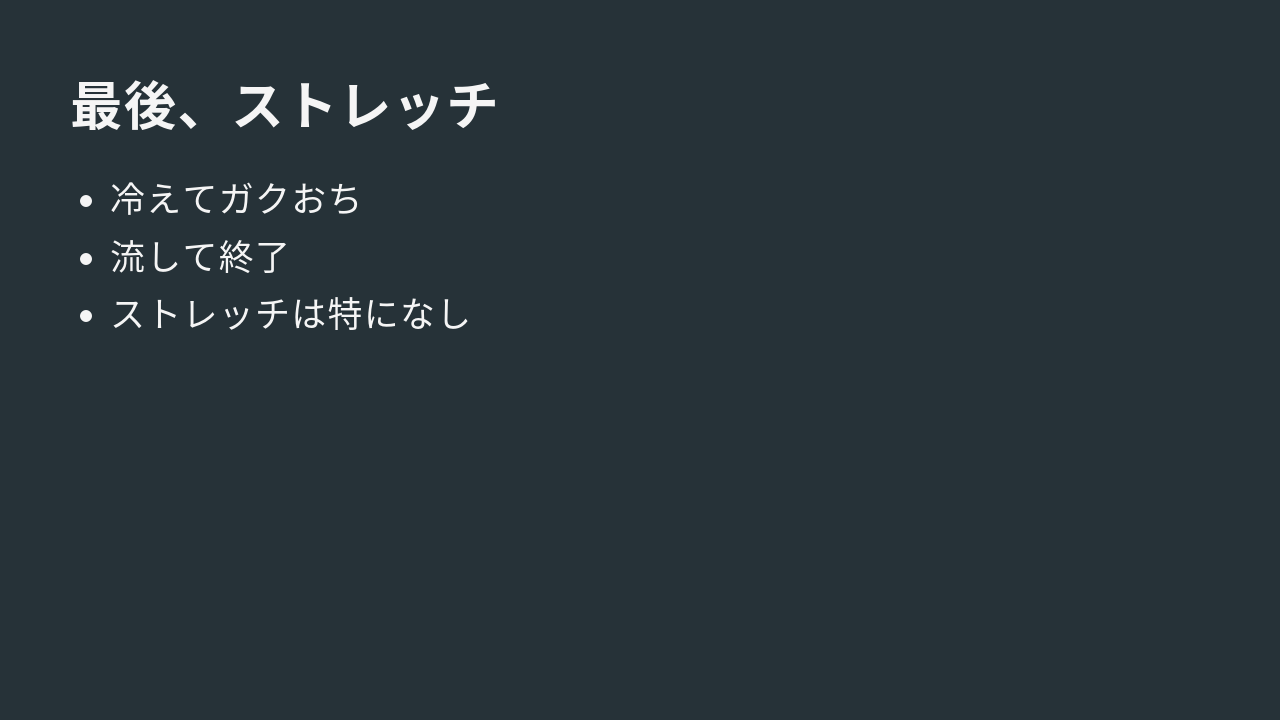 最後、ストレッチ
冷えてガクおち
流して終了
ストレッチは特になし